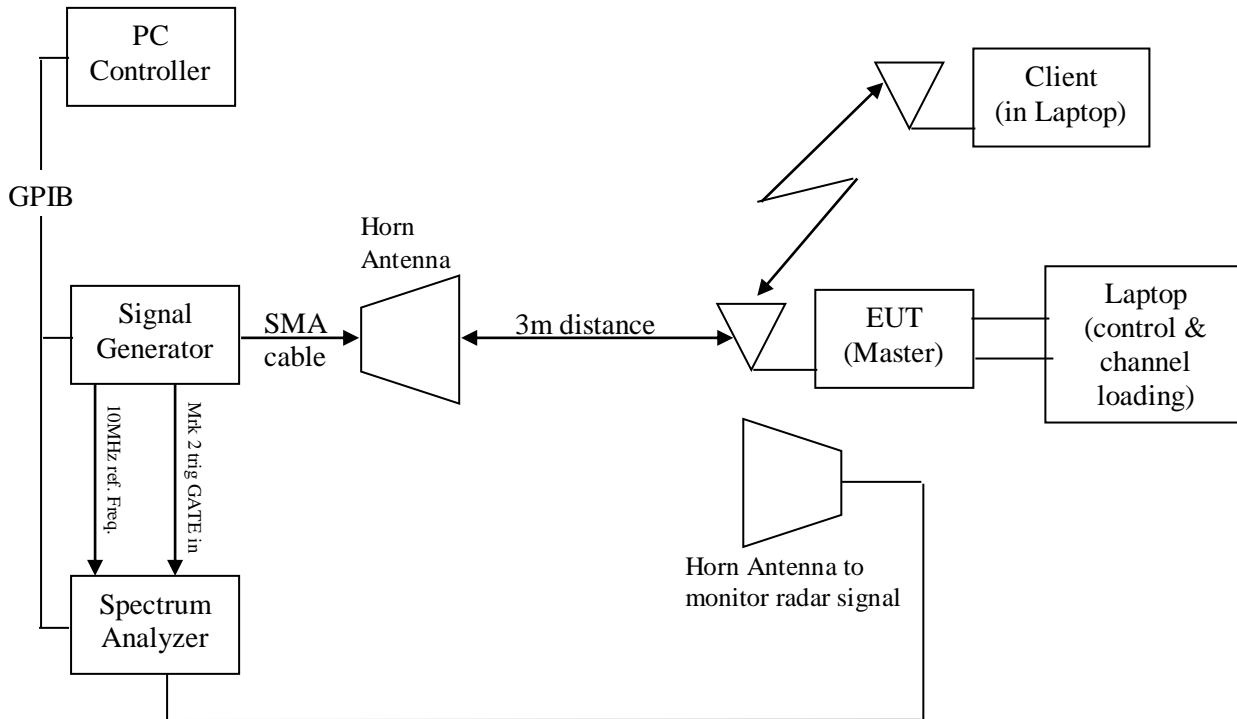 PC
Controller
Client
(in Laptop)
GPIB
Horn
Antenna
Signal
Generator
SMA
cable
3m distance
EUT
(Master)
Laptop
(control &
channel
loading)
10MHz ref. Freq.
Mrk 2 trig GATE in
Horn Antenna to
monitor radar signal
Spectrum
Analyzer